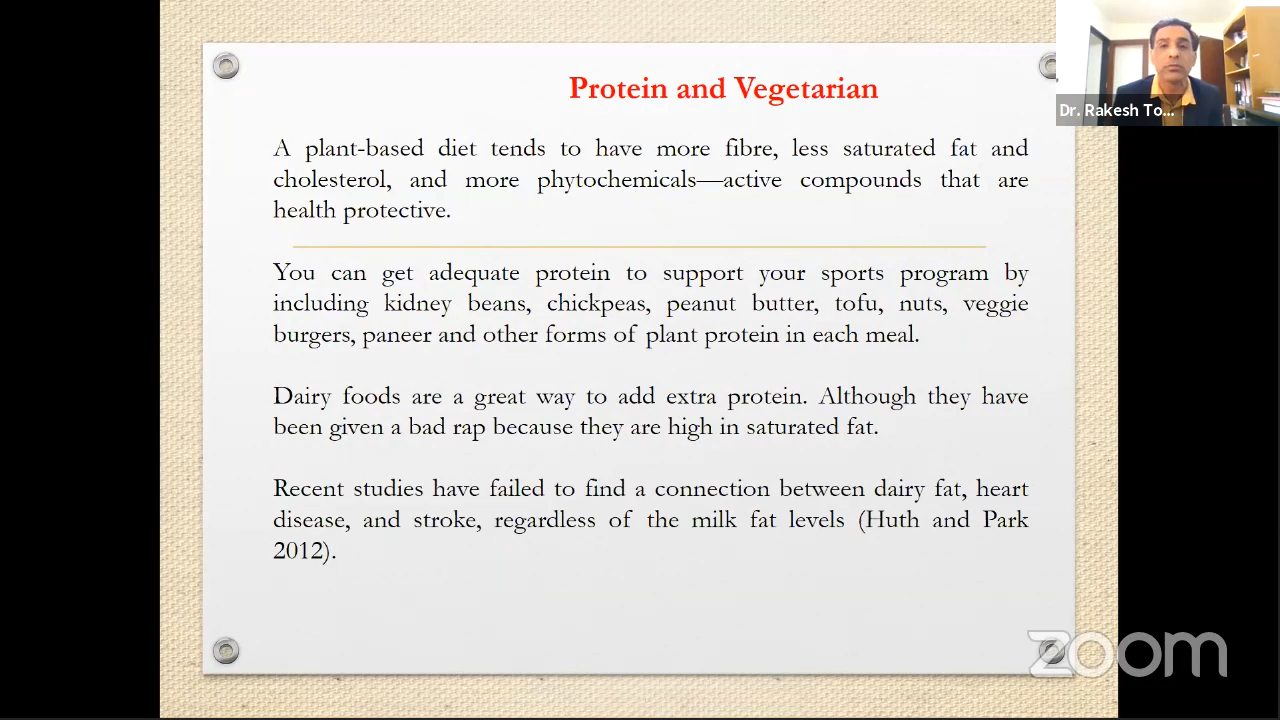 Protein and Vegetarian
Dr. Rakesh To...
A plant-based diet tends to have more fibre, less saturated fat and
cholesterol, and more phytochemicals—active compounds that are
health protective.
You can get adequate protein to support your sports program by
including kidney beans, chickpeas, peanut butter, tofu, nuts, veggie
burgers, paneer and other forms of plant protein in each meal.
Dairy foods are a great way to add extra protein. Although they have
been given a bad rap because they are high in saturated fat.
Recent studies have failed to find a connection between dairy fat, heart
disease, and stroke, regardless of the milk fat levels (Huth and Park
2012).
zoom